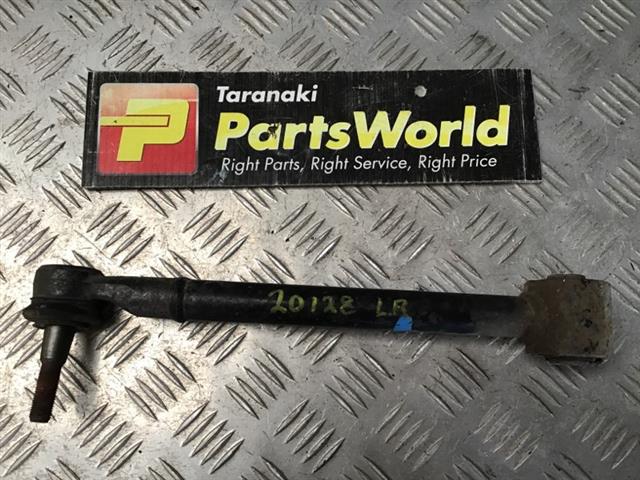 Taranaki
P PartsWorld
Right Parts, Right Service, Right Price
20128 LR